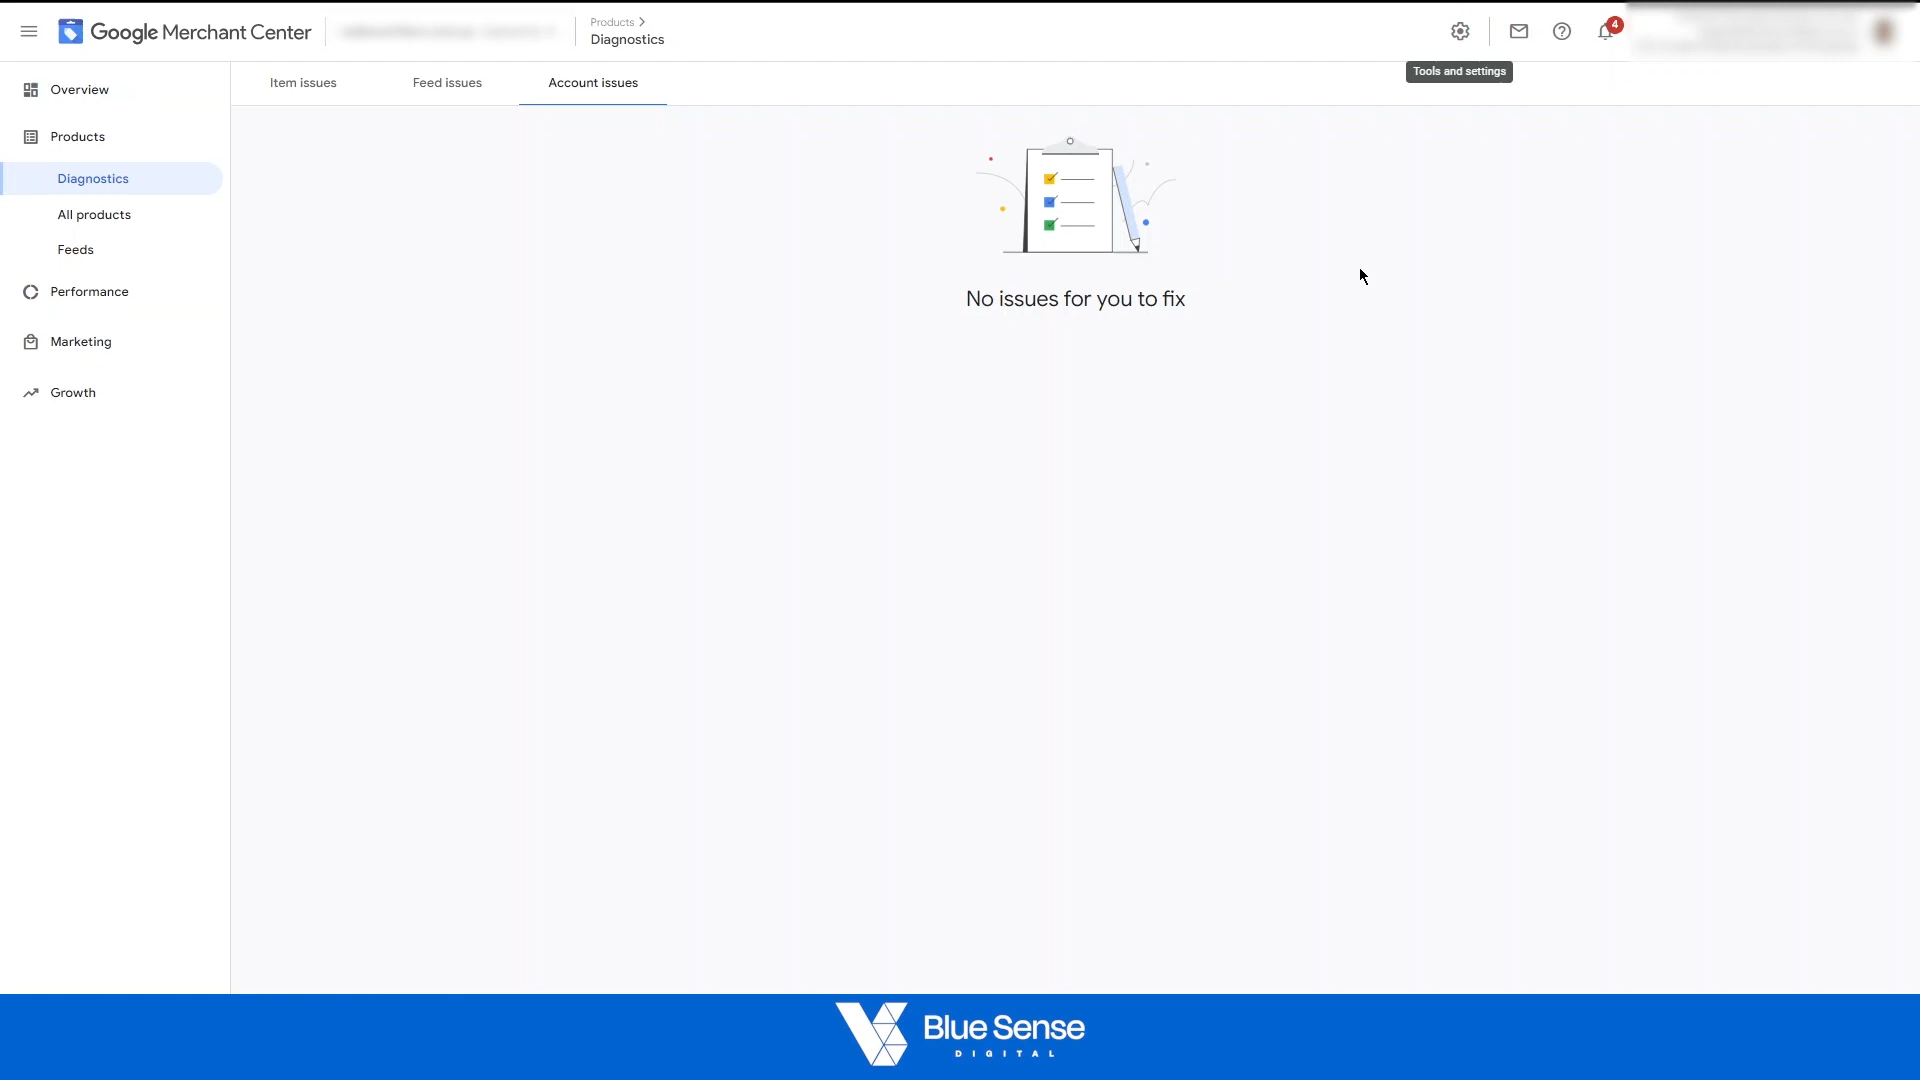 Google Merchant Center
Products
Diagnostics
4
Tools and settings
Item issues
Feed issues
Account issues
Overview
Products
Diagnostics
All products
Feeds
Performance
Marketing
Growth
No issues for you to fix
Blue Sense
DIGITAL